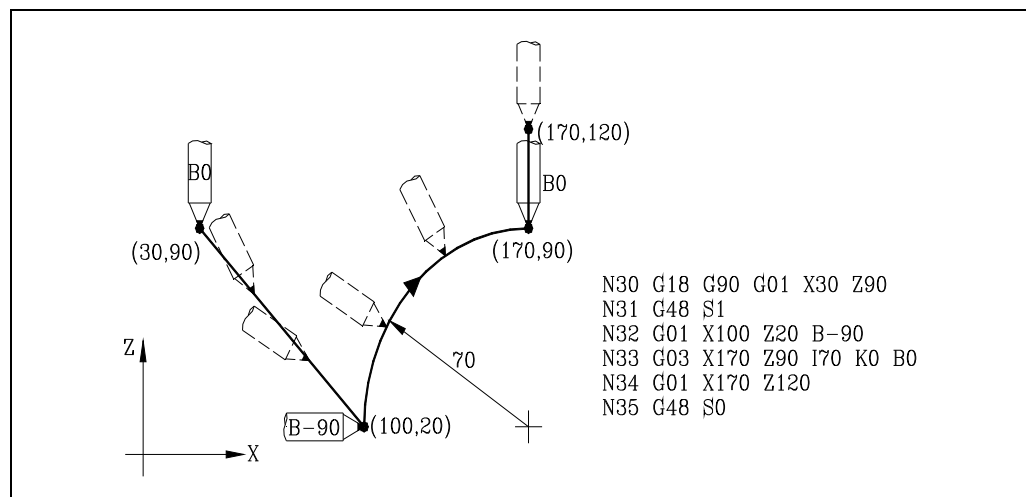 (170,120)
B0
B0
(30,90)
(170,90)
Z
70
B-90
(100,20)
X
N30 G18 G90 G01 X30 Z90
N31 G48 S1
N32 G01 X100 Z20 B-90
N33 G03 X170 Z90 I70 K0 B0
N34 G01 X170 Z120
N35 G48 S0